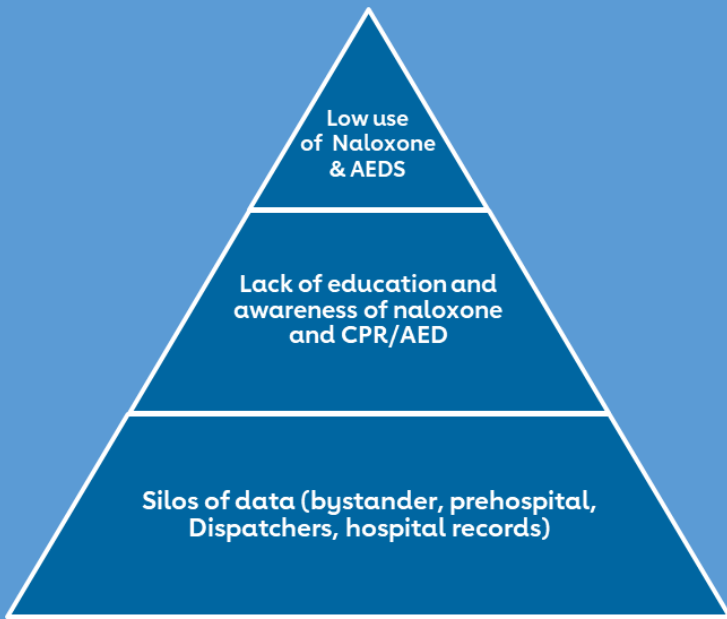 Low use
of Naloxone
& AEDS
Lack of education and
awareness of naloxone
and CPR/AED
Silos of data (bystander, prehospital,
Dispatchers, hospital records)